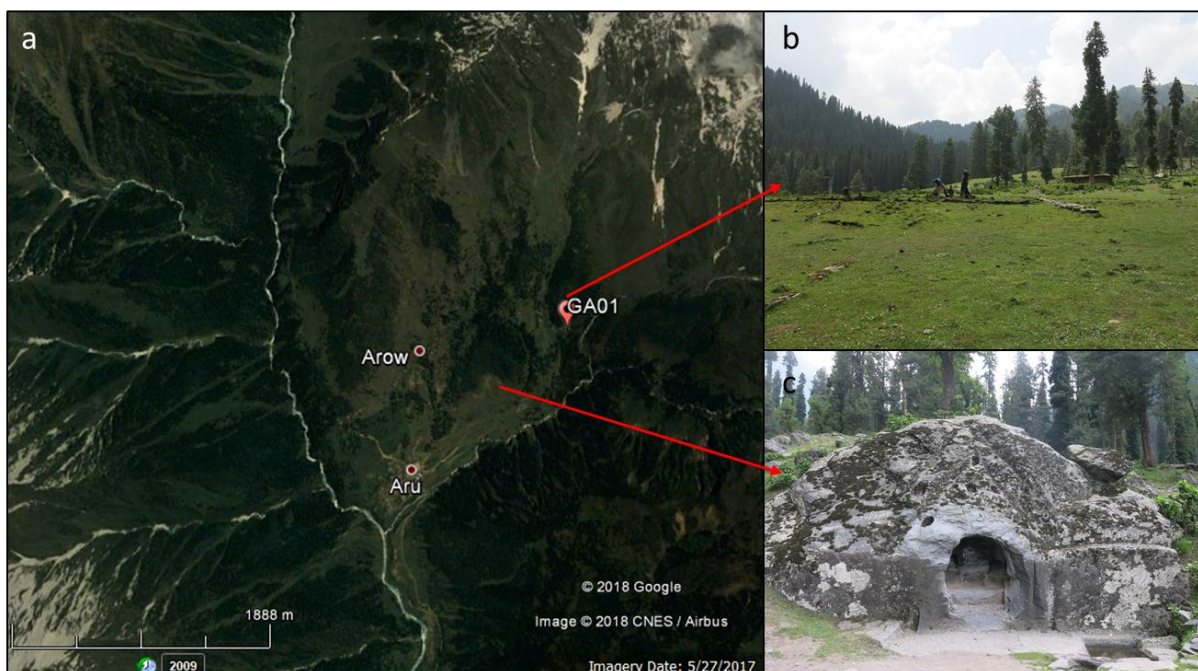 a
b
GA01
Arow
c
Aru
© 2018 Google
1888 m
Image © 2018 CNES / Airbus
2009
Imagery Date: 5/27/2017